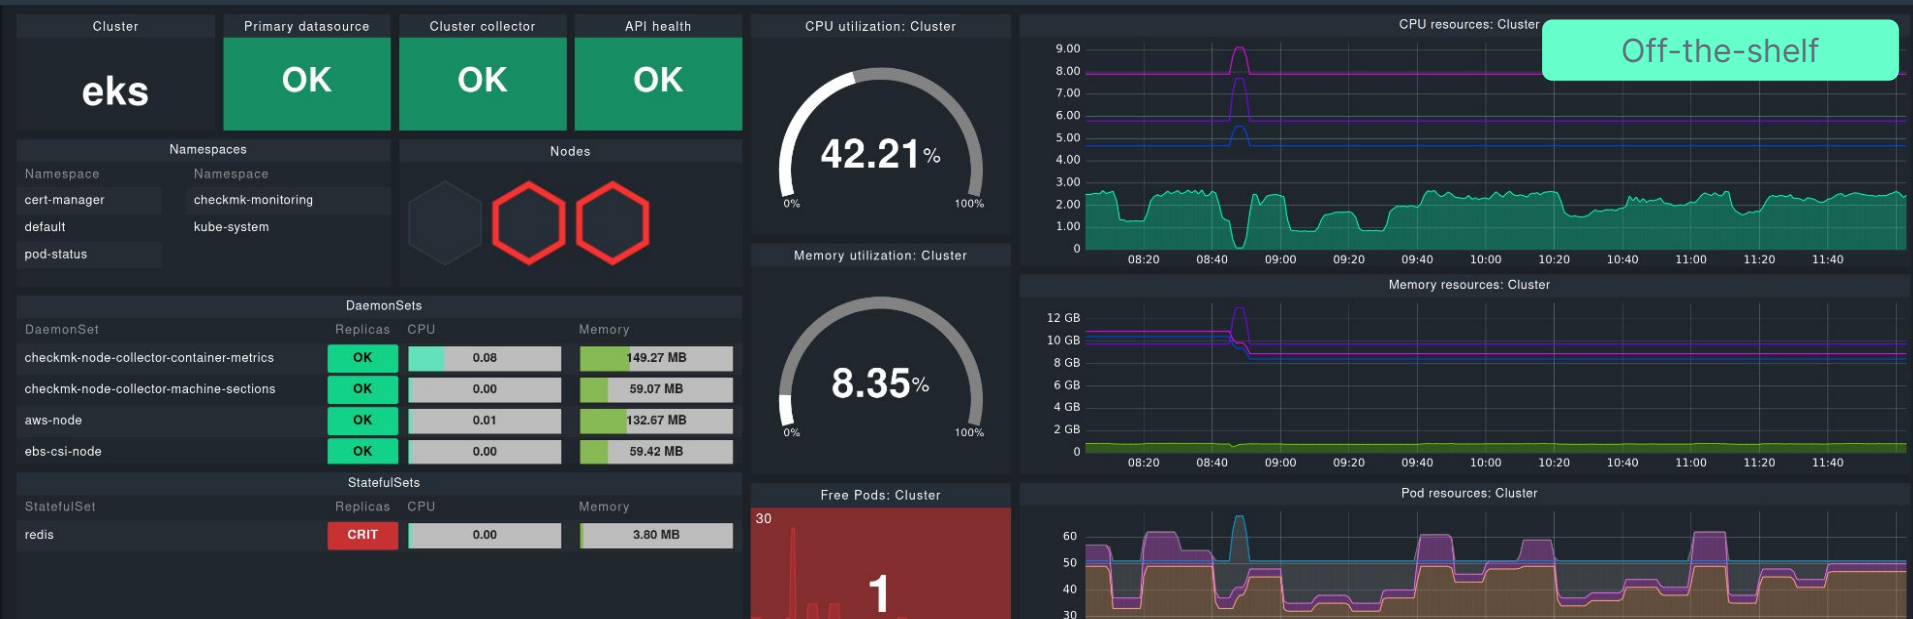 Cluster
eks
Primary datasource
OK
Cluster collector
OK
API health
OK
Namespaces
Namespace Namespace
cert-manager checkmk-monitoring
default kube-system
pod-status
Nodes
DaemonSets
DaemonSet Replicas CPU Memory
checkmk-node-collector-container-metrics OK 0.08 149.27 MB
checkmk-node-collector-machine-sections OK 0.00 59.07 MB
aws-node OK 0.01 132.67 MB
ebs-csi-node OK 0.00 59.42 MB
StatefulSets
StatefulSet Replicas CPU Memory
redis CRIT 0.00 3.80 MB
CPU utilization: Cluster
42.21%
0% 100%
Memory utilization: Cluster
8.35%
0% 100%
Free Pods: Cluster
30
1
CPU resources: Cluster
Off-the-shelf
9.00
8.00
7.00
6.00
5.00
4.00
3.00
2.00
1.00
0
08:20 08:40 09:00 09:20 09:40 10:00 10:20 10:40 11:00 11:20 11:40
Memory resources: Cluster
12 GB
10 GB
8 GB
6 GB
4 GB
2 GB
0
08:20 08:40 09:00 09:20 09:40 10:00 10:20 10:40 11:00 11:20 11:40
Pod resources: Cluster
60
50
40
30